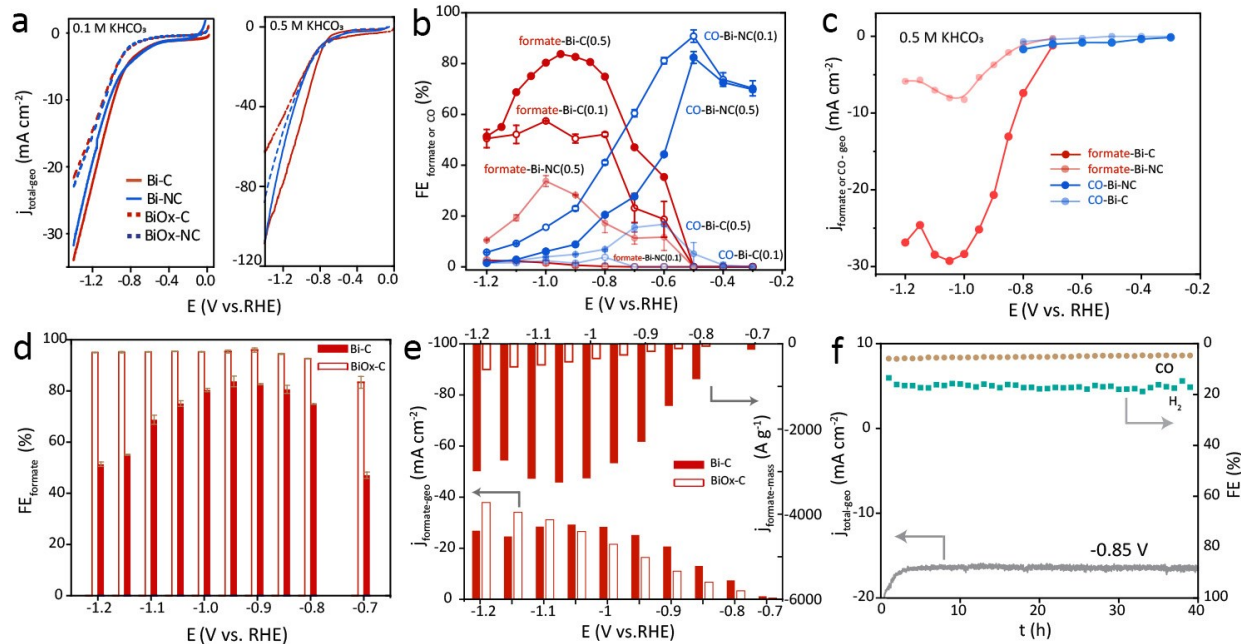 a
0.1 M KHCO₃
0
-10
-20
-30
j total-geo (mA cm⁻²)
Bi-C
Bi-NC
BiOx-C
BiOx-NC
-1.2
-0.8
-0.4
0.0
E (V vs.RHE)
0.5 M KHCO₃
0
-40
-80
-120
-1.2
-0.8
-0.4
0.0
E (V vs.RHE)
b
100
80
60
40
20
0
FE formate or CO (%)
formate-Bi-C(0.5)
CO-Bi-NC(0.1)
formate-Bi-C(0.1)
CO-Bi-NC(0.5)
formate-Bi-NC(0.5)
CO-Bi-C(0.5)
formate-Bi-NC(0.1)
CO-Bi-C(0.1)
-1.2
-1.0
-0.8
-0.6
-0.4
-0.2
E (V vs.RHE)
c
0.5 M KHCO₃
0
-10
-20
-30
j formate or CO - geo (mA cm⁻²)
formate-Bi-C
formate-Bi-NC
CO-Bi-NC
CO-Bi-C
-1.2
-1.0
-0.8
-0.6
-0.4
-0.2
E (V vs. RHE)
d
100
80
60
40
20
0
FE formate (%)
Bi-C
BiOx-C
-1.2
-1.1
-1.0
-0.9
-0.8
-0.7
E (V vs. RHE)
e
-1.2
-1.1
-1
-0.9
-0.8
-0.7
-100
-80
-60
-40
-20
0
j formate-geo (mA cm⁻²)
0
-2000
-4000
-6000
j formate-mass (A g⁻¹)
Bi-C
BiOx-C
-1.2
-1.1
-1
-0.9
-0.8
-0.7
E (V vs. RHE)
f
10
5
0
-5
-10
-15
-20
j total-geo (mA cm⁻²)
CO
H₂
-0.85 V
0
20
40
60
80
100
FE (%)
0
10
20
30
40
t (h)